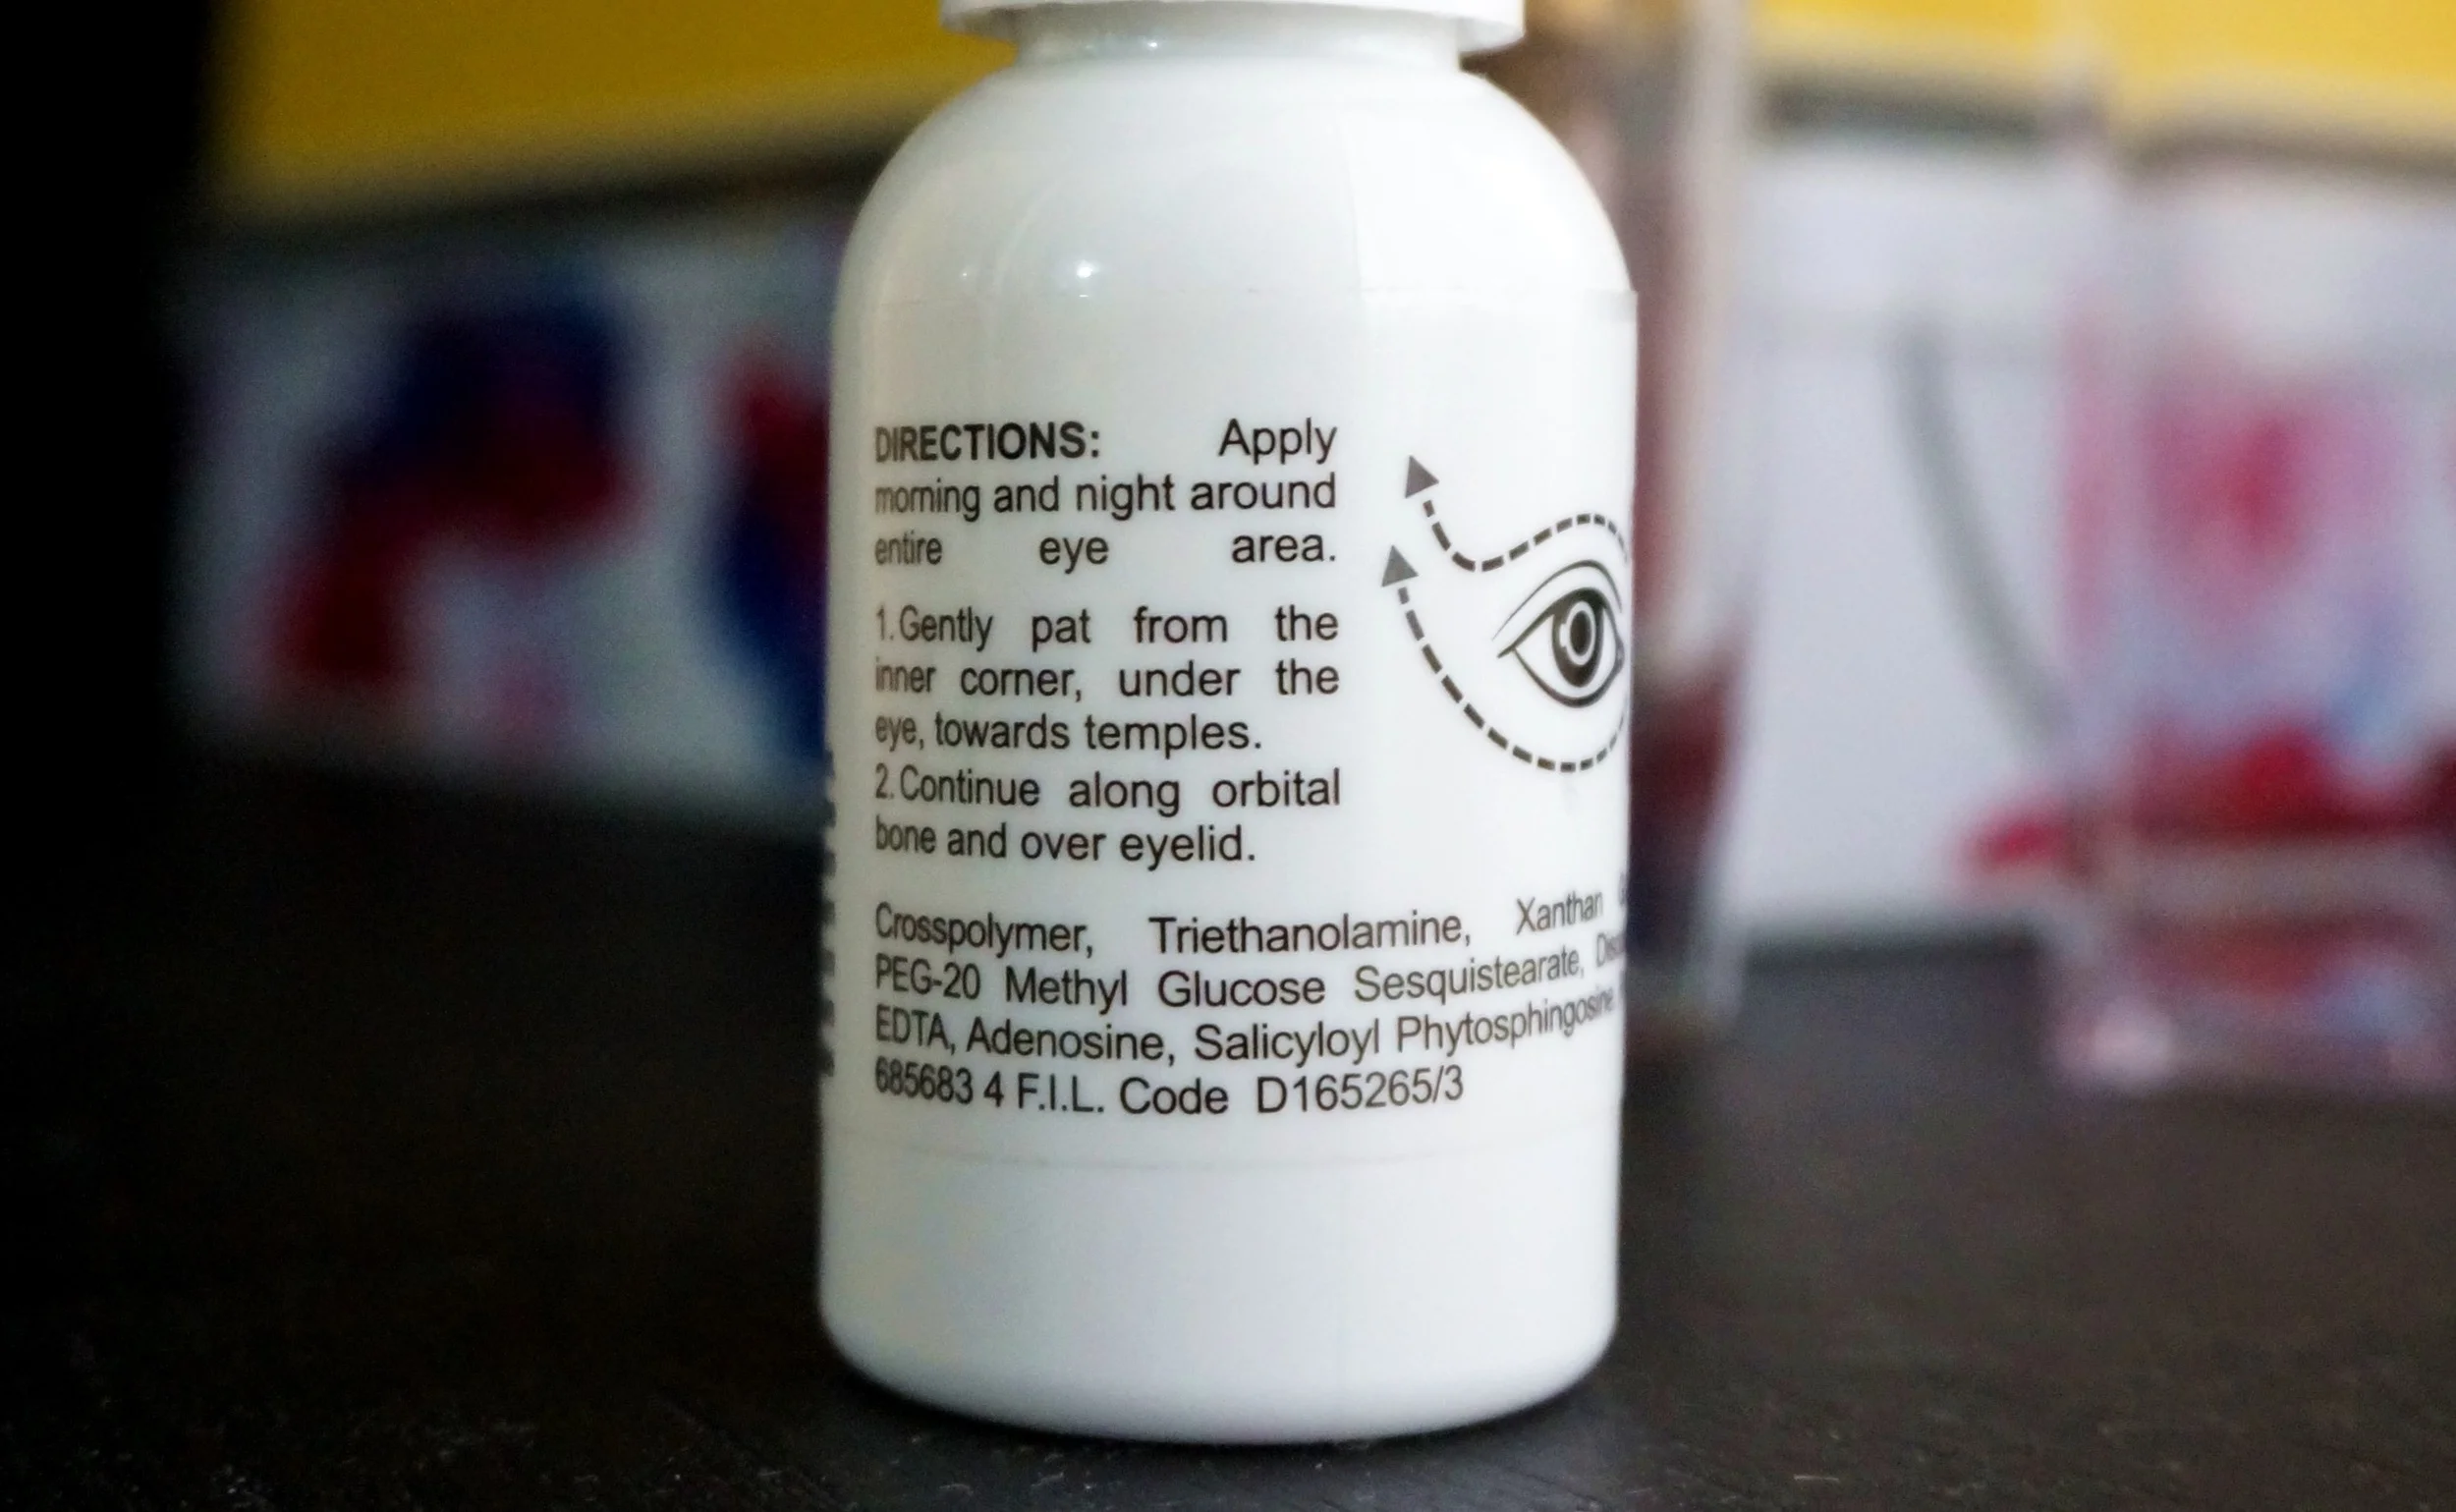 DIRECTIONS: Apply
morning and night around
entire eye area.
1. Gently pat from the
inner corner, under the
eye, towards temples.
2. Continue along orbital
bone and over eyelid.
Crosspolymer, Triethanolamine, Xanthan
PEG-20 Methyl Glucose Sesquistearate,
EDTA, Adenosine, Salicyloyl Phytosphingosine
685683 4 F.I.L. Code D165265/3